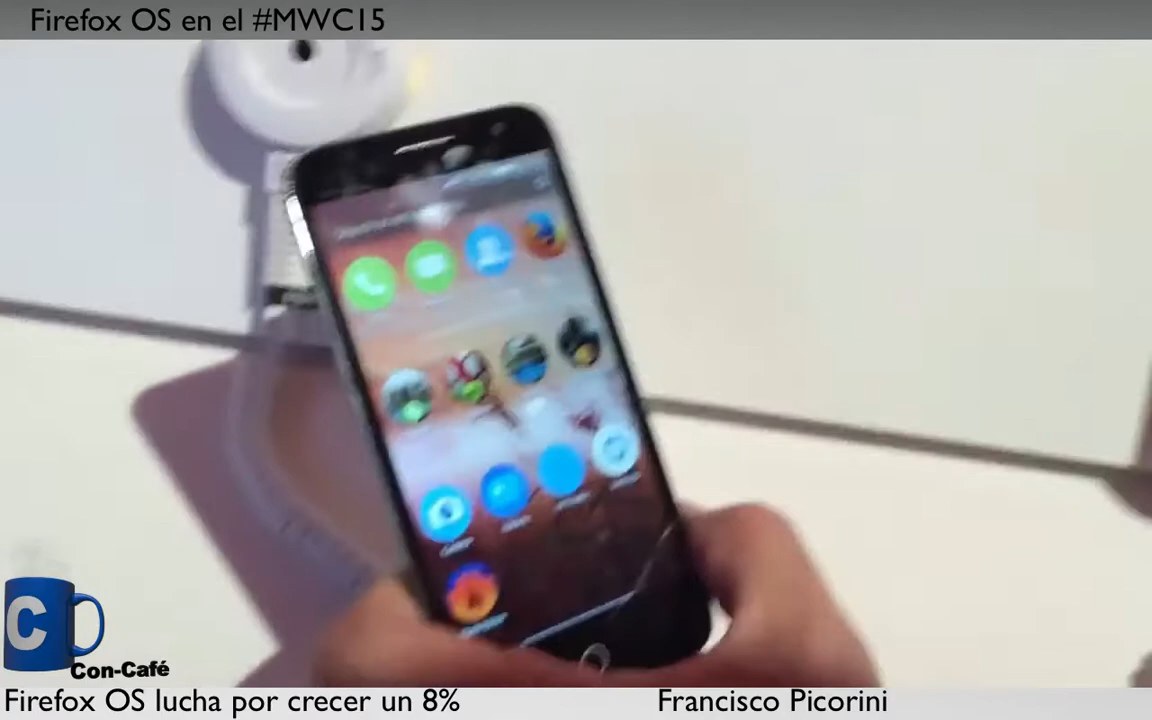 Firefox OS en el #MWC15
C
Con-Café
Firefox OS lucha por crecer un 8%
Francisco Picorini